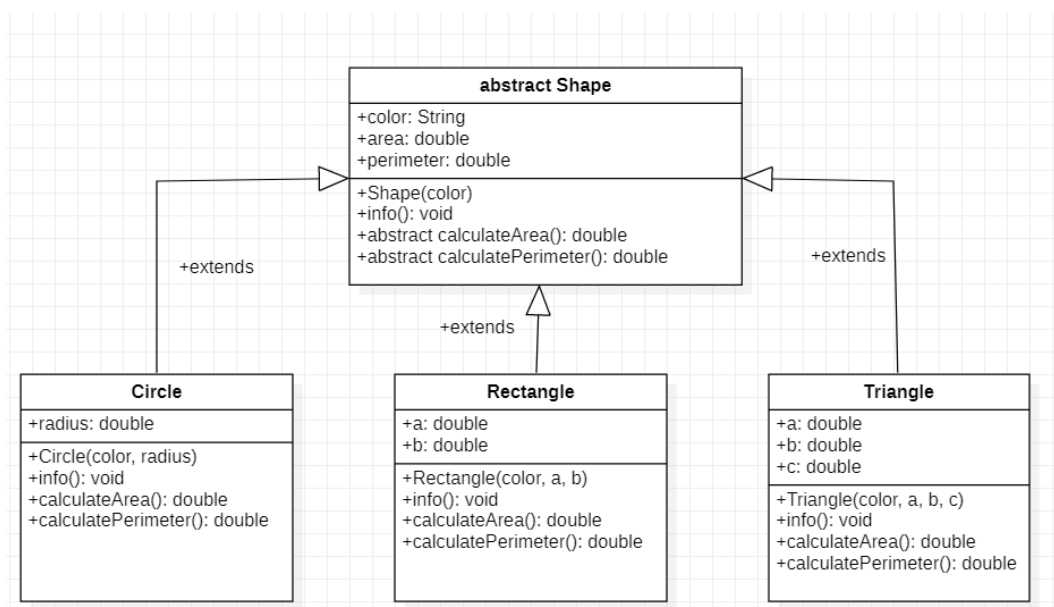 abstract Shape
+color: String
+area: double
+perimeter: double
+Shape(color)
+info(): void
+abstract calculateArea(): double
+abstract calculatePerimeter(): double
+extends
+extends
+extends
Circle
+radius: double
+Circle(color, radius)
+info(): void
+calculateArea(): double
+calculatePerimeter(): double
Rectangle
+a: double
+b: double
+Rectangle(color, a, b)
+info(): void
+calculateArea(): double
+calculatePerimeter(): double
Triangle
+a: double
+b: double
+c: double
+Triangle(color, a, b, c)
+info(): void
+calculateArea(): double
+calculatePerimeter(): double